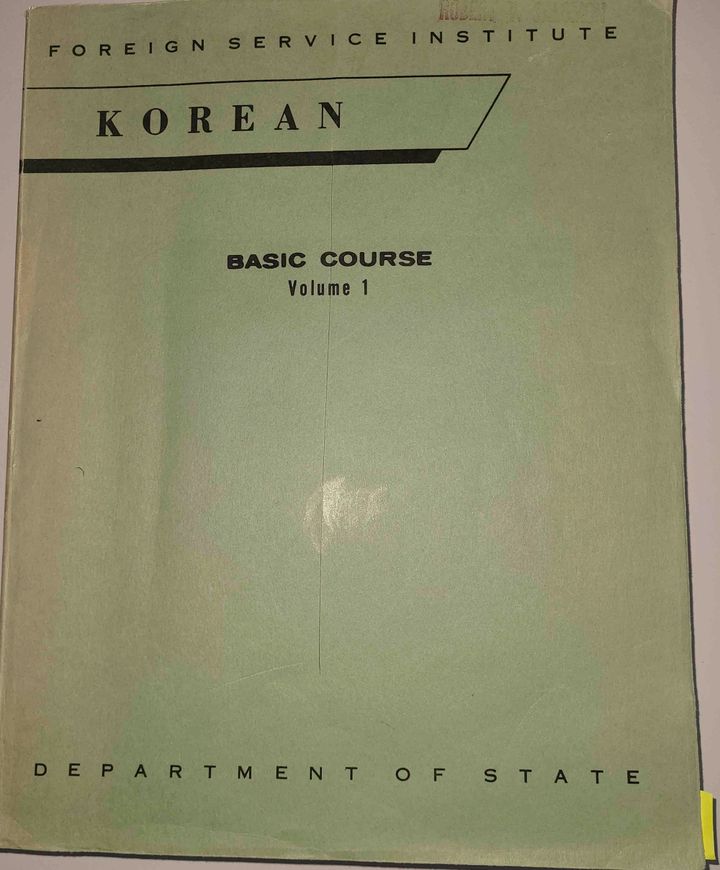 FOREIGN SERVICE INSTITUTE
KOREAN
BASIC COURSE
Volume 1
DEPARTMENT OF STATE